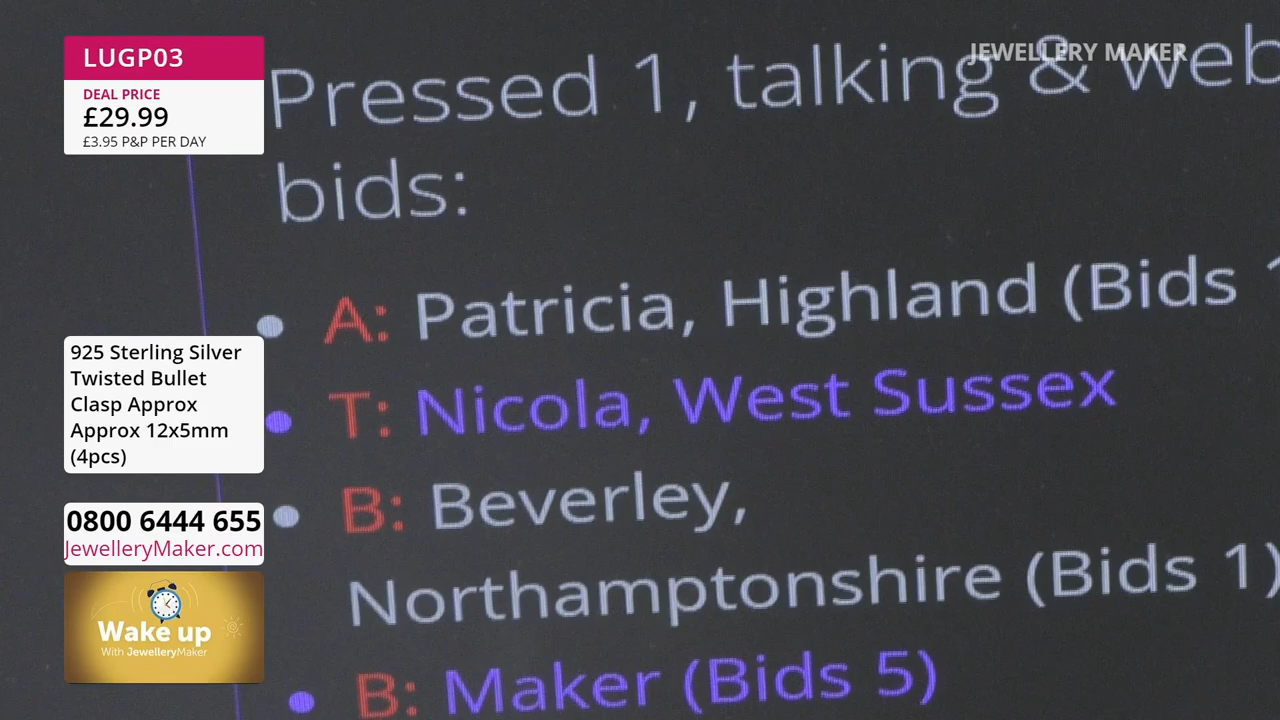 LUGP03
DEAL PRICE
£29.99
£3.95 P&P PER DAY
925 Sterling Silver
Twisted Bullet
Clasp Approx
Approx 12x5mm
(4pcs)
0800 6444 655
JewelleryMaker.com
Wake up
With JewelleryMaker
JEWELLERY MAKER
Pressed 1, talking & web
bids:
• A: Patricia, Highland (Bids 1
• T: Nicola, West Sussex
• B: Beverley,
Northamptonshire (Bids 1)
• B: Maker (Bids 5)